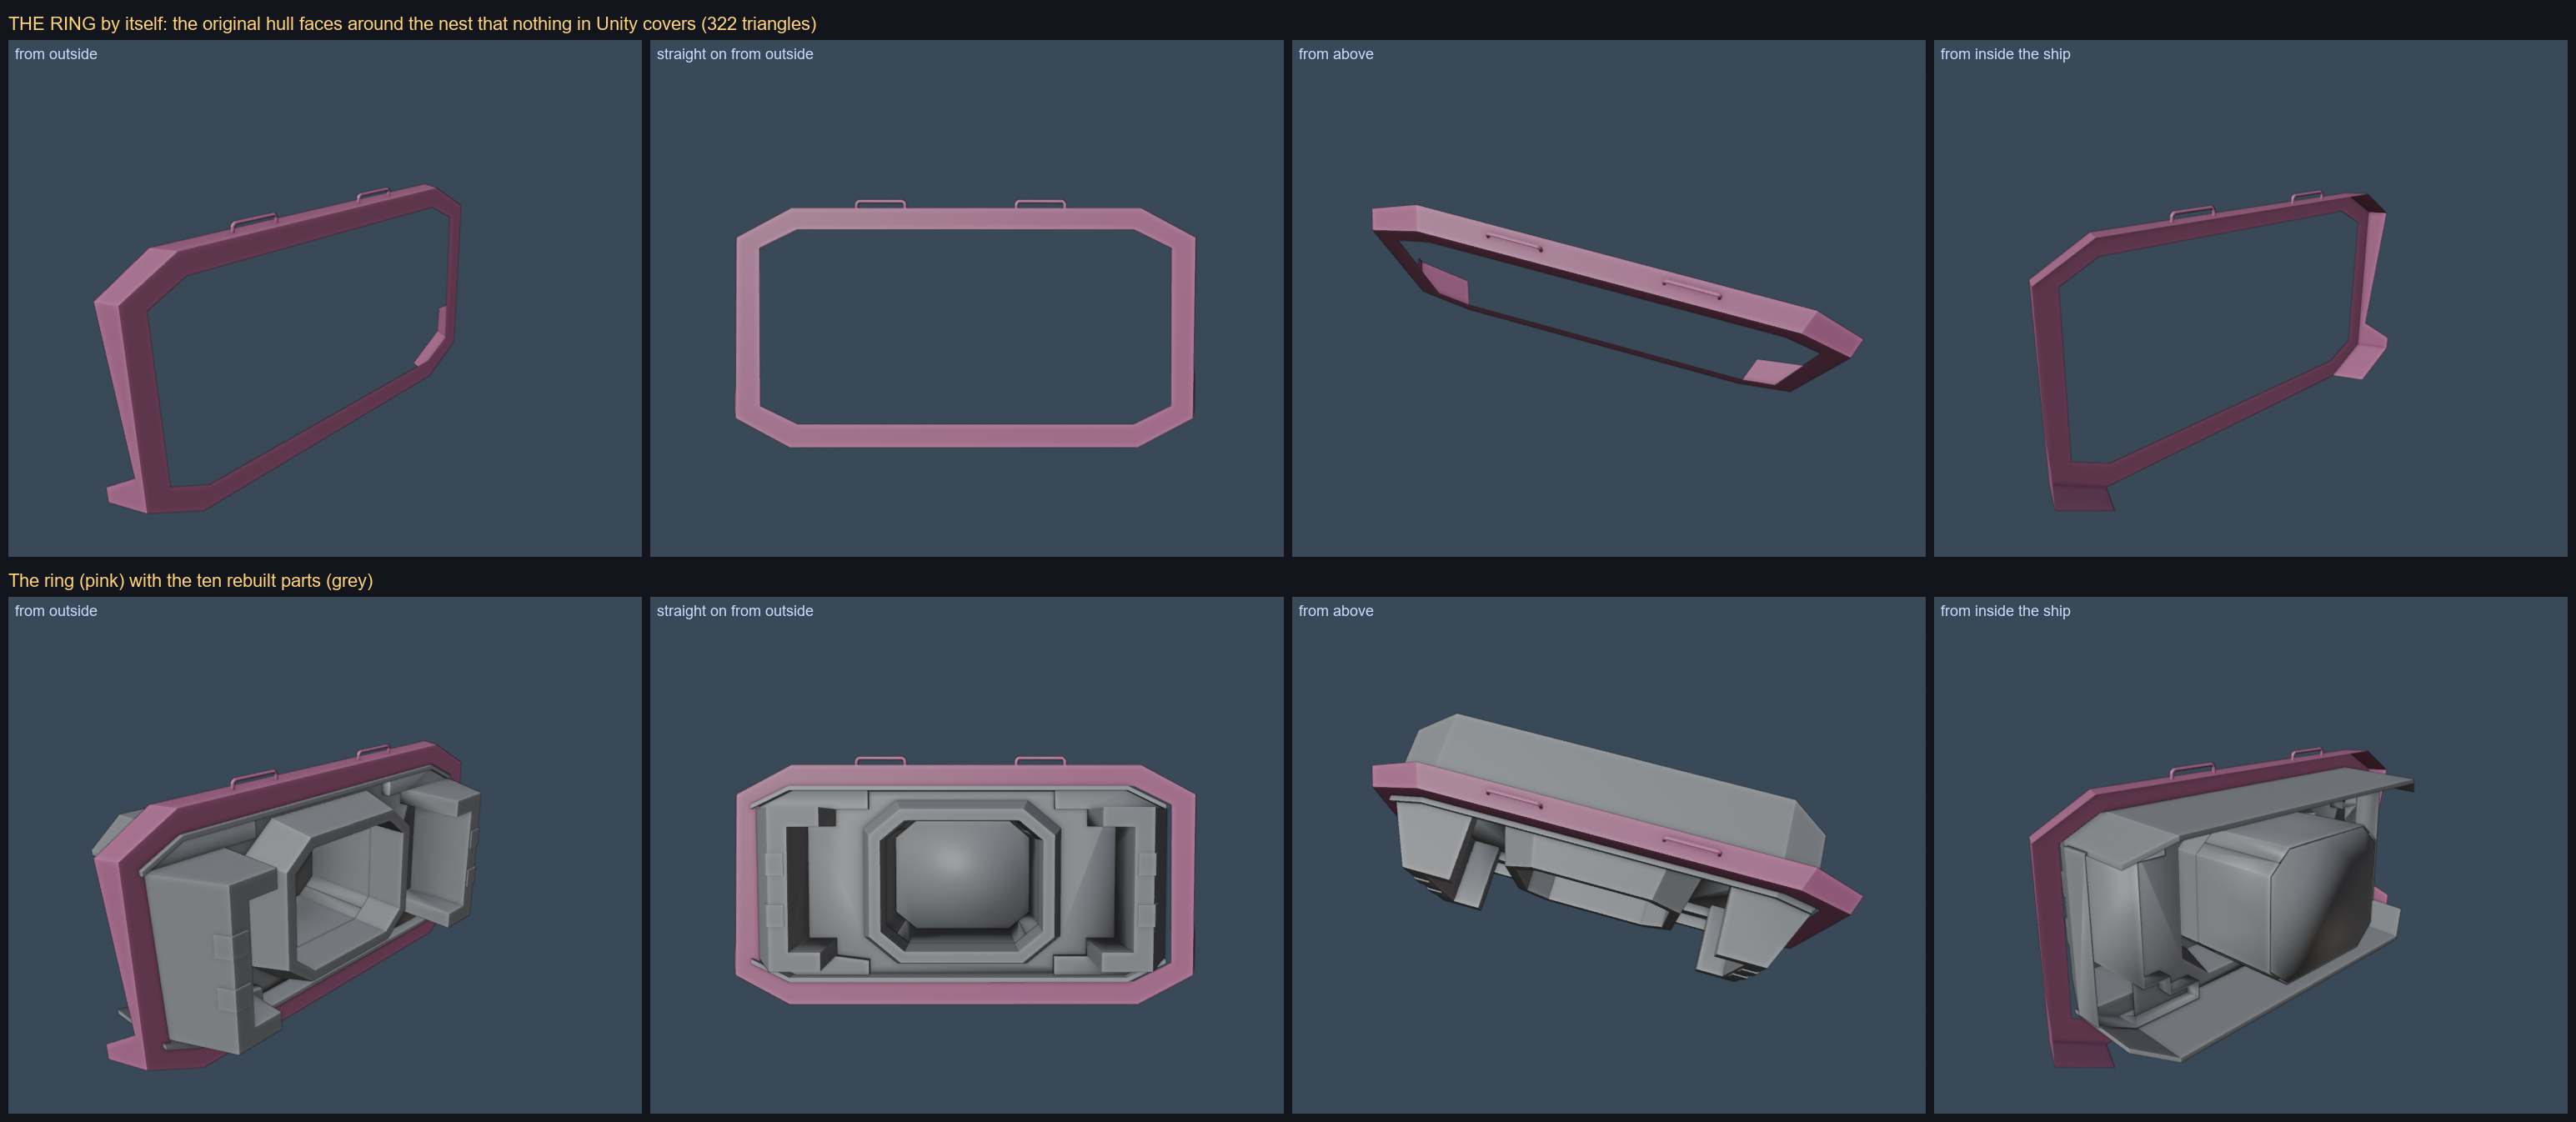 THE RING by itself: the original hull faces around the nest that nothing in Unity covers (322 triangles)
from outside
straight on from outside
from above
from inside the ship
The ring (pink) with the ten rebuilt parts (grey)
from outside
straight on from outside
from above
from inside the ship